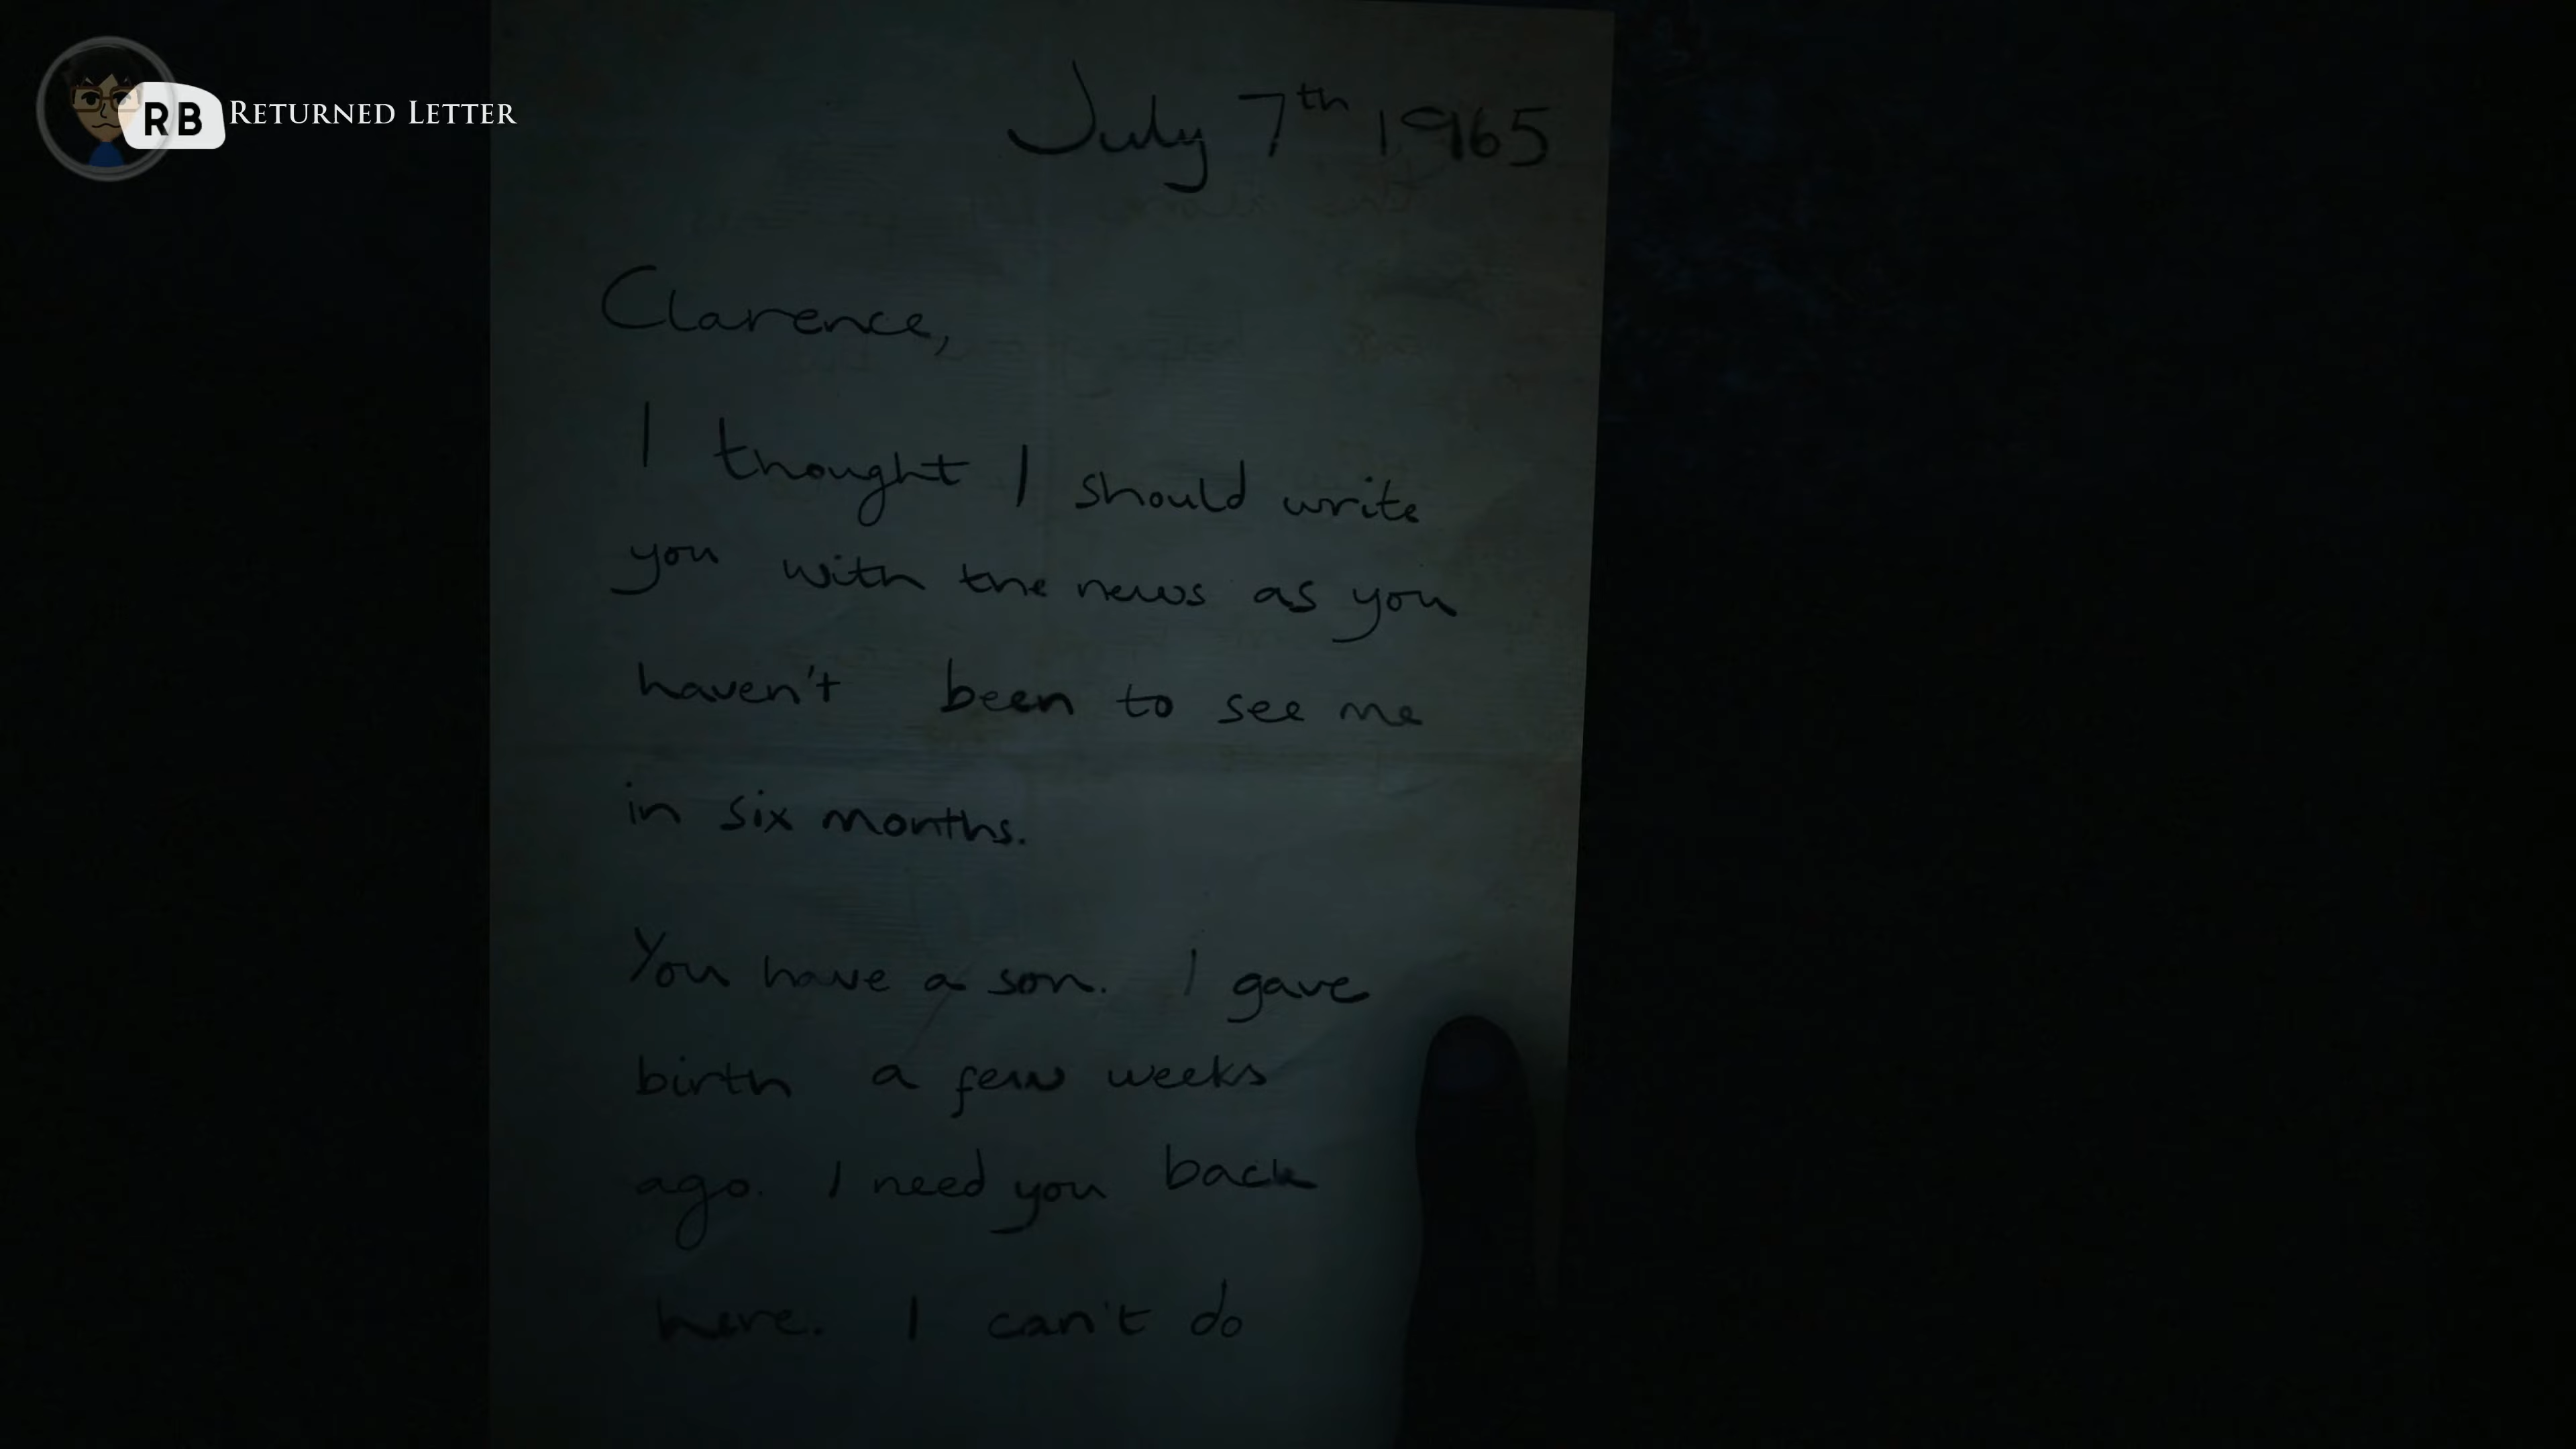 RB RETURNED LETTER
July 7th 1965
Clarence,
I thought I should write
you with the news as you
haven't been to see me
in six months.
You have a son. I gave
birth a few weeks
ago. I need you back
here. I can't do